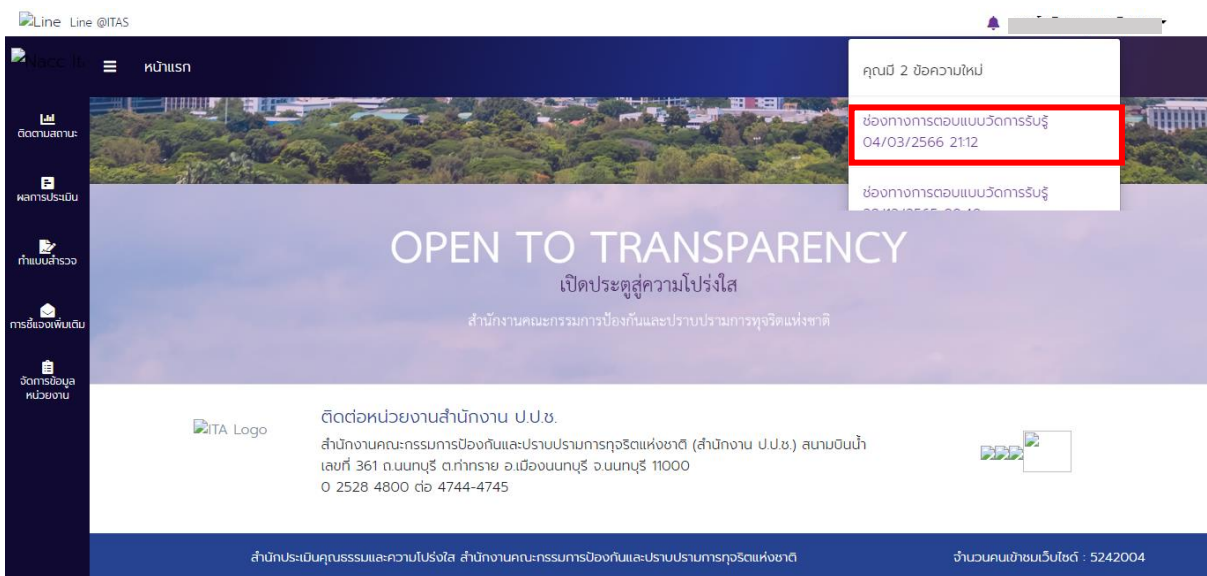 Line Line @ITAS
หน้าแรก
คุณมี 2 ข้อความใหม่
ช่องทางการตอบแบบวัดการรับรู้
04/03/2566 21:12
ช่องทางการตอบแบบวัดการรับรู้
ติดตามสถานะ
ผลการประเมิน
ทำแบบสำรวจ
การชี้แจงเพิ่มเติม
จัดการข้อมูล
หน่วยงาน
OPEN TO TRANSPARENCY
เปิดประตูสู่ความโปร่งใส
สำนักงานคณะกรรมการป้องกันและปราบปรามการทุจริตแห่งชาติ
ITA Logo
ติดต่อหน่วยงานสำนักงาน ป.ป.ช.
สำนักงานคณะกรรมการป้องกันและปราบปรามการทุจริตแห่งชาติ (สำนักงาน ป.ป.ช.) สนามบินน้ำ
เลขที่ 361 ถ.นนทบุรี ต.ท่าทราย อ.เมืองนนทบุรี จ.นนทบุรี 11000
0 2528 4800 ต่อ 4744-4745
สำนักประเมินคุณธรรมและความโปร่งใส สำนักงานคณะกรรมการป้องกันและปราบปรามการทุจริตแห่งชาติ
จำนวนคนเข้าชมเว็บไซต์ : 5242004